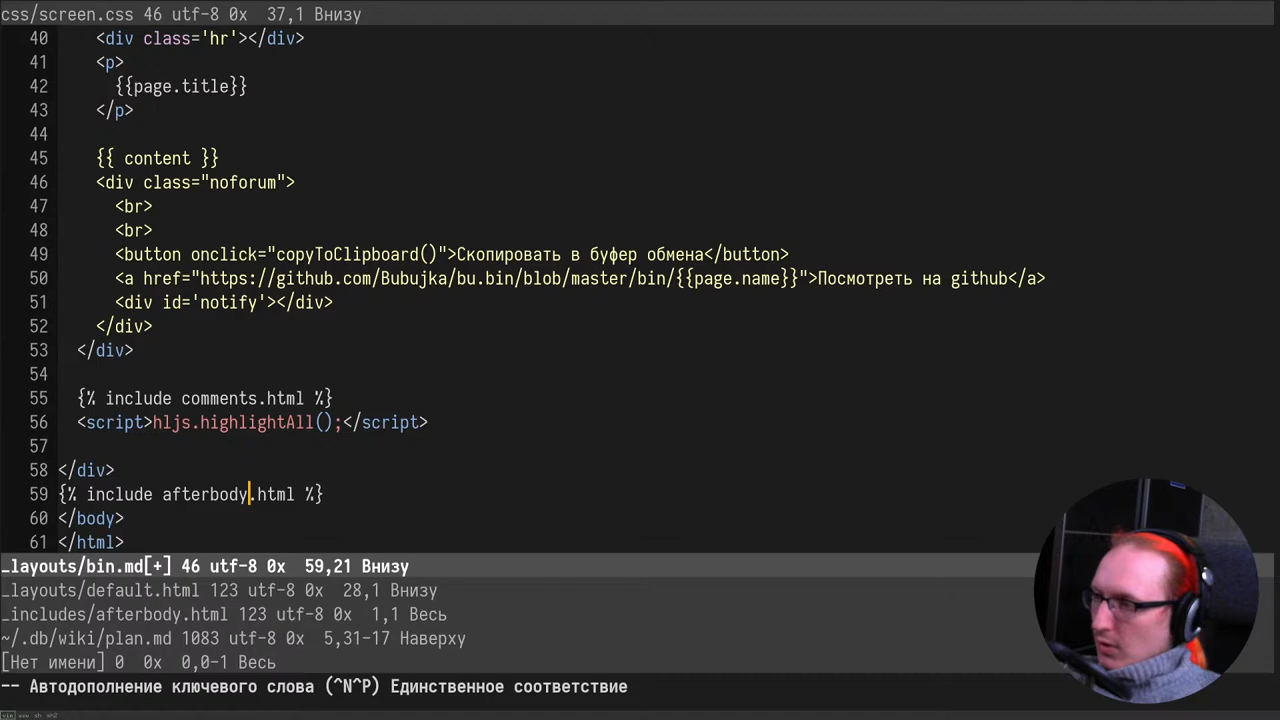 css/screen.css 46 utf-8 0x  37,1 Внизу
40     <div class='hr'></div>
41     <p>
42       {{page.title}}
43     </p>
44
45     {{ content }}
46     <div class="noforum">
47       <br>
48       <br>
49       <button onclick="copyToClipboard()">Скопировать в буфер обмена</button>
50       <a href="https://github.com/Bubujka/bu.bin/blob/master/bin/{{page.name}}">Посмотреть на github</a>
51       <div id='notify'></div>
52     </div>
53   </div>
54
55   {% include comments.html %}
56   <script>hljs.highlightAll();</script>
57
58 </div>
59 {% include afterbody.html %}
60 </body>
61 </html>
_layouts/bin.md[+] 46 utf-8 0x  59,21 Внизу
_layouts/default.html 123 utf-8 0x  28,1 Внизу
_includes/afterbody.html 123 utf-8 0x  1,1 Весь
~/.db/wiki/plan.md 1083 utf-8 0x  5,31-17 Наверху
[Нет имени] 0  0x  0,0-1 Весь
-- Автодополнение ключевого слова (^N^P) Единственное соответствие